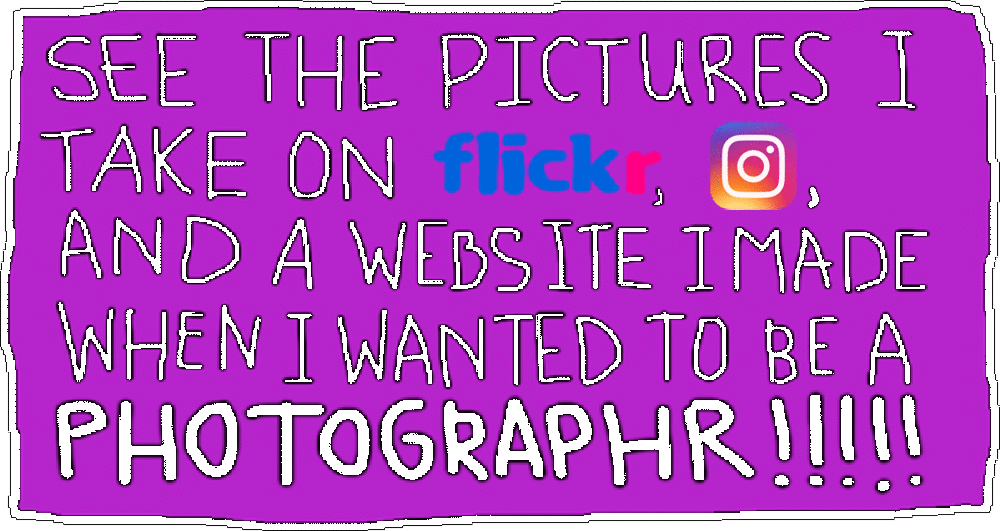 SEE THE PICTURES I
TAKE ON flickr, ,
AND A WEBSITE I MADE
WHEN I WANTED TO BE A
PHOTOGRAPHR!!!!!